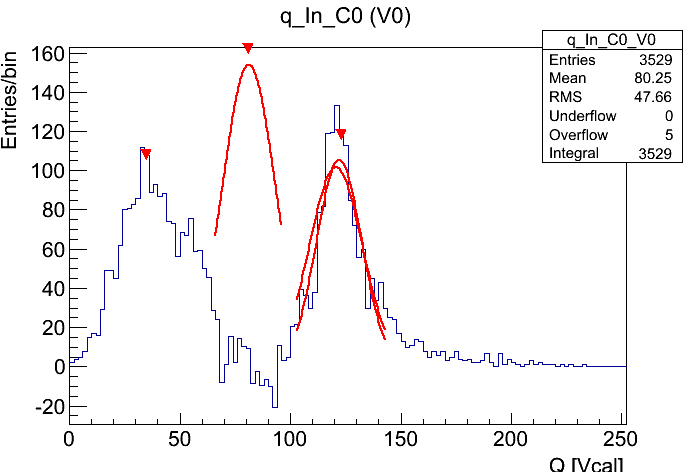 q_In_C0 (V0)
q_In_C0_V0
Entries 3529
Mean 80.25
RMS 47.66
Underflow 0
Overflow 5
Integral 3529
Entries/bin
160
140
120
100
80
60
40
20
0
-20
0 50 100 150 200 250
Q [Vcal]